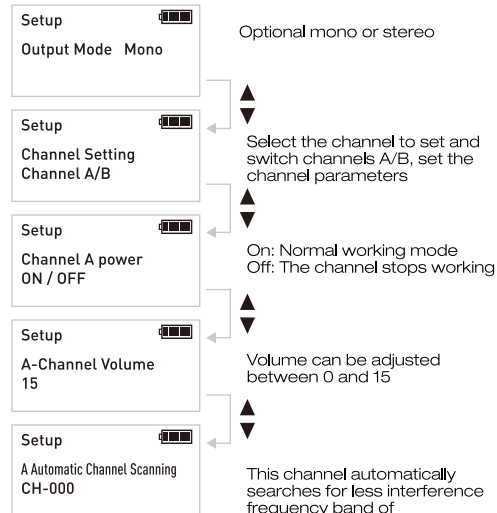 Setup
Output Mode Mono
Optional mono or stereo
Setup
Channel Setting
Channel A/B
Select the channel to set and
switch channels A/B, set the
channel parameters
Setup
Channel A power
ON / OFF
On: Normal working mode
Off: The channel stops working
Setup
A-Channel Volume
15
Volume can be adjusted
between 0 and 15
Setup
A Automatic Channel Scanning
CH-000
This channel automatically
searches for less interference
frequency band of